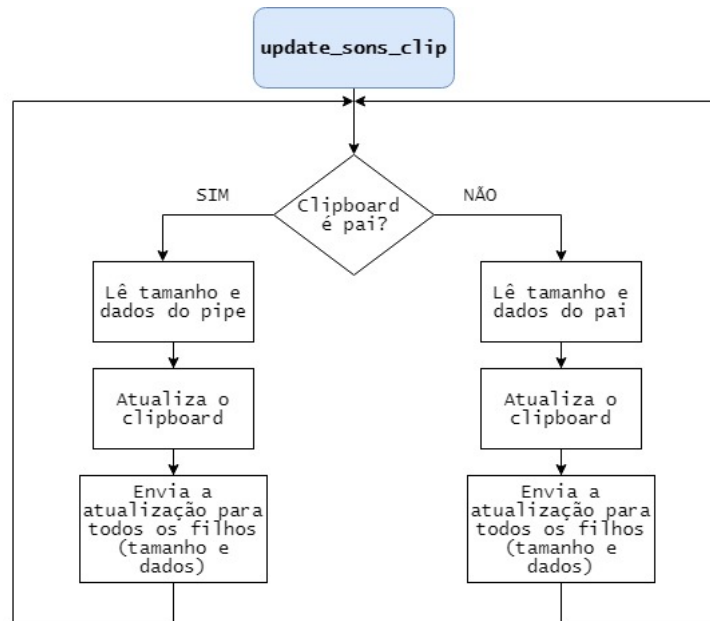 update_sons_clip
Clipboard
é pai?
SIM
NÃO
Lê tamanho e
dados do pipe
Atualiza o
clipboard
Envia a
atualização para
todos os filhos
(tamanho e
dados)
Lê tamanho e
dados do pai
Atualiza o
clipboard
Envia a
atualização para
todos os filhos
(tamanho e
dados)